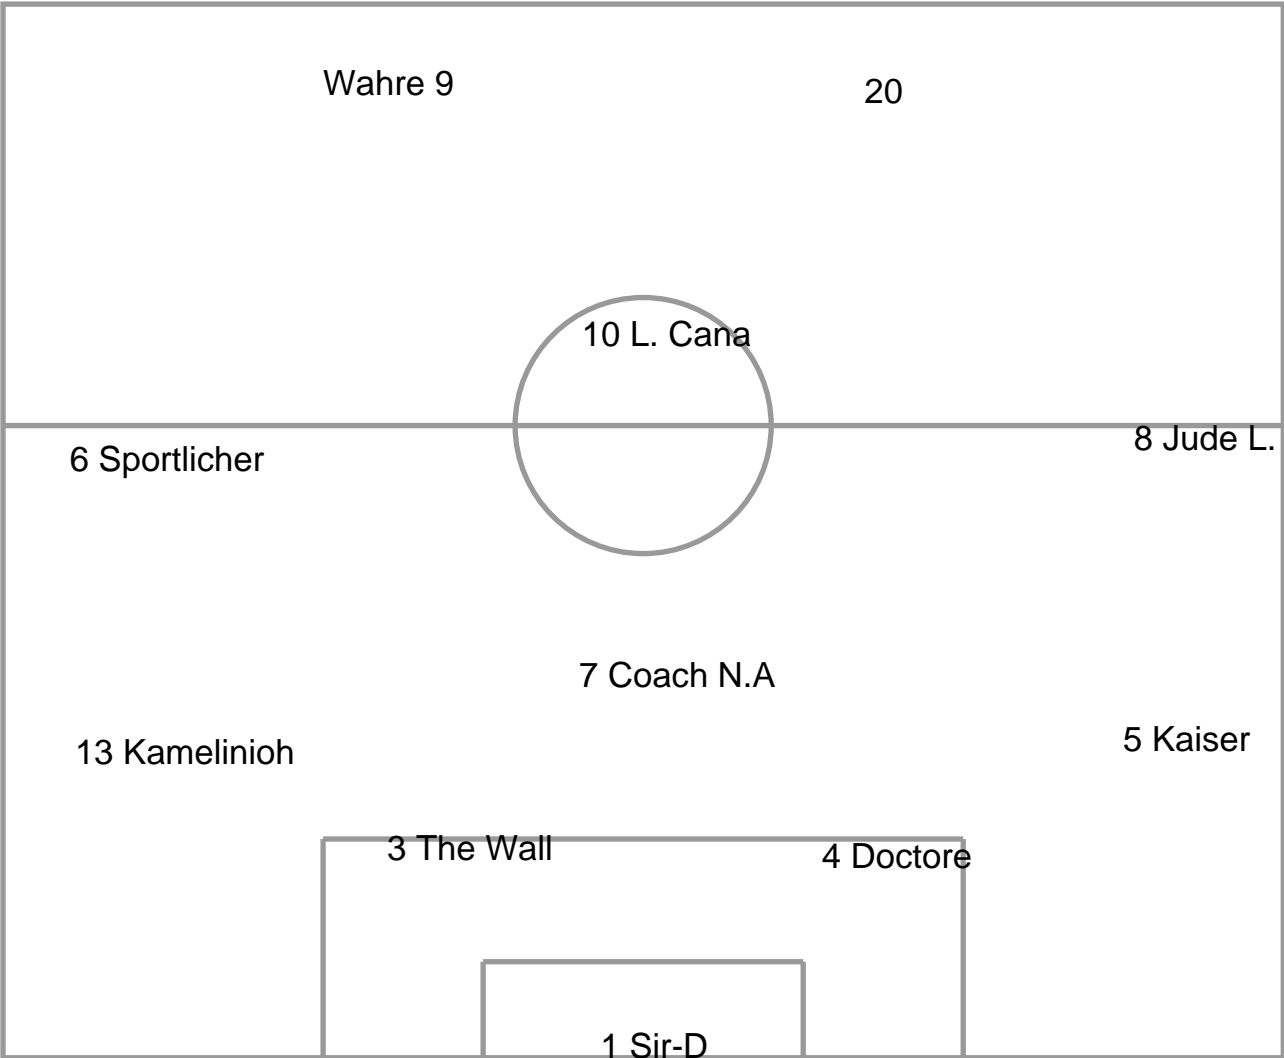 Wahre 9
20
10 L. Cana
8 Jude L.
6 Sportlicher
7 Coach N.A
5 Kaiser
13 Kamelinioh
3 The Wall
4 Doctore
1 Sir-D